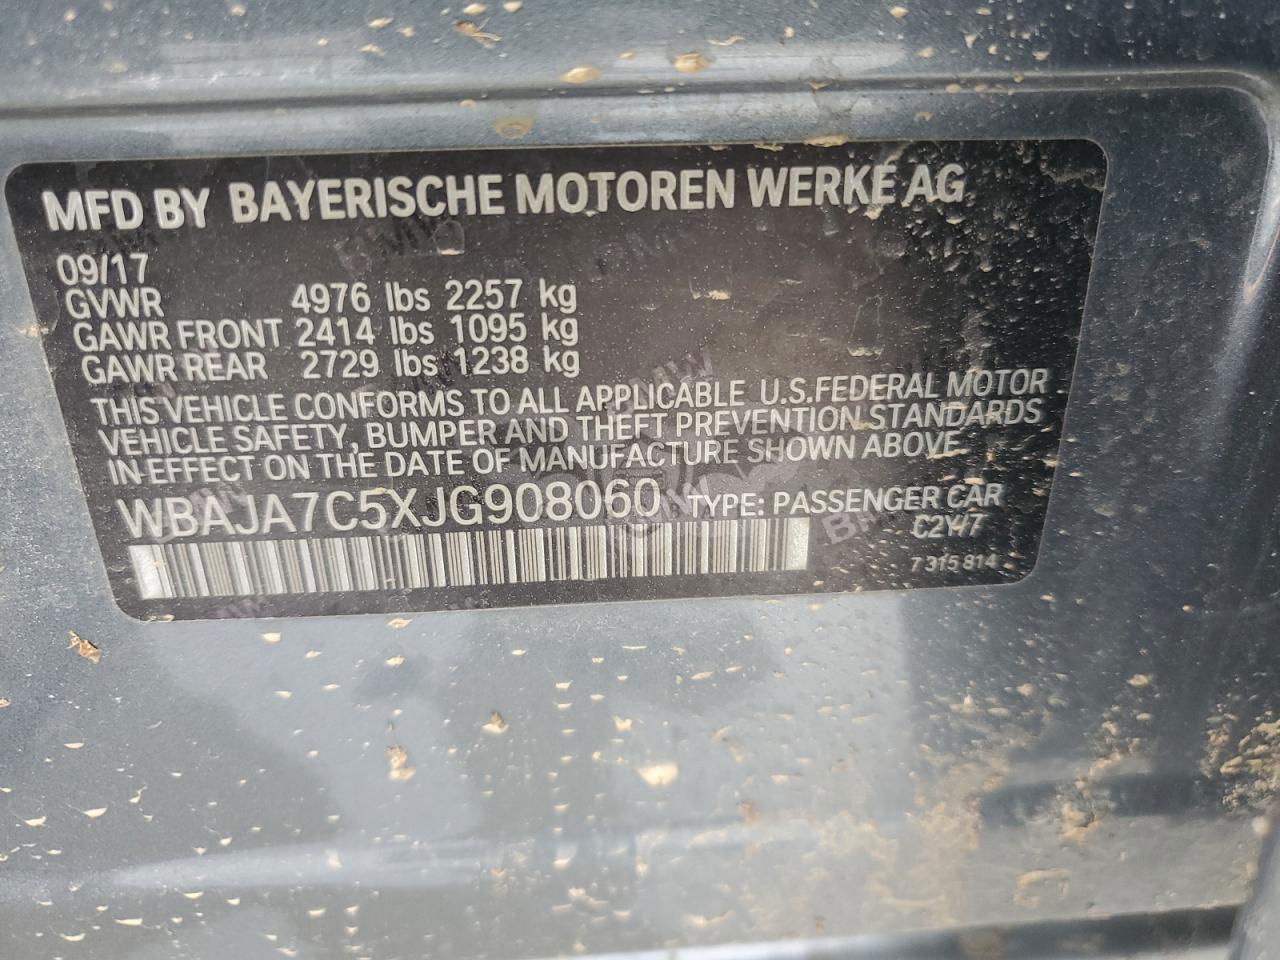 MFD BY BAYERISCHE MOTOREN WERKE AG
09/17
GVWR 4976 lbs 2257 kg
GAWR FRONT 2414 lbs 1095 kg
GAWR REAR 2729 lbs 1238 kg
THIS VEHICLE CONFORMS TO ALL APPLICABLE U.S.FEDERAL MOTOR
VEHICLE SAFETY, BUMPER AND THEFT PREVENTION STANDARDS
IN EFFECT ON THE DATE OF MANUFACTURE SHOWN ABOVE.
WBAJA7C5XJG908060 TYPE: PASSENGER CAR
C2Y/7
7 315 814